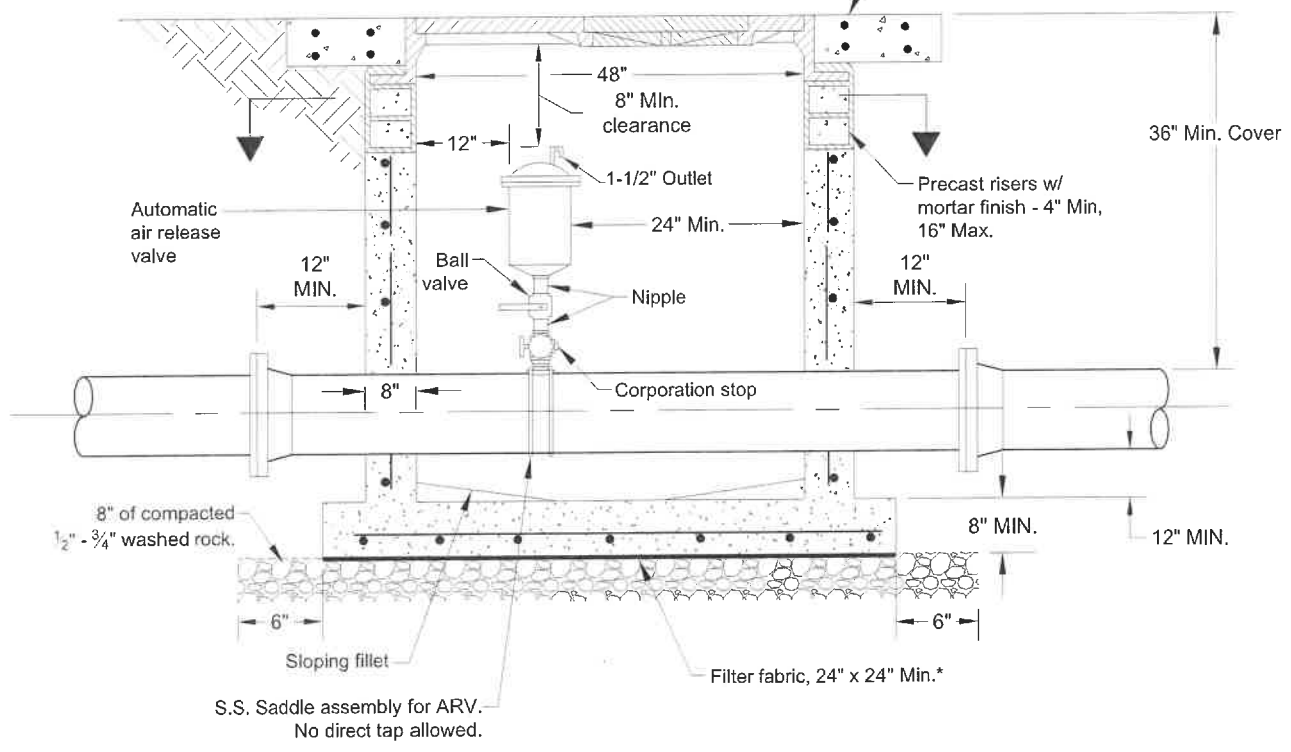 48"
8" MIn.
clearance
36" Min. Cover
12"
1-1/2" Outlet
Precast risers w/
mortar finish - 4" Min,
16" Max.
Automatic
air release
valve
24" Min.
12"
MIN.
Ball
valve
Nipple
12"
MIN.
8"
Corporation stop
8" of compacted
1/2" - 3/4" washed rock.
8" MIN.
12" MIN.
6"
6"
Sloping fillet
Filter fabric, 24" x 24" Min.*
S.S. Saddle assembly for ARV.
No direct tap allowed.